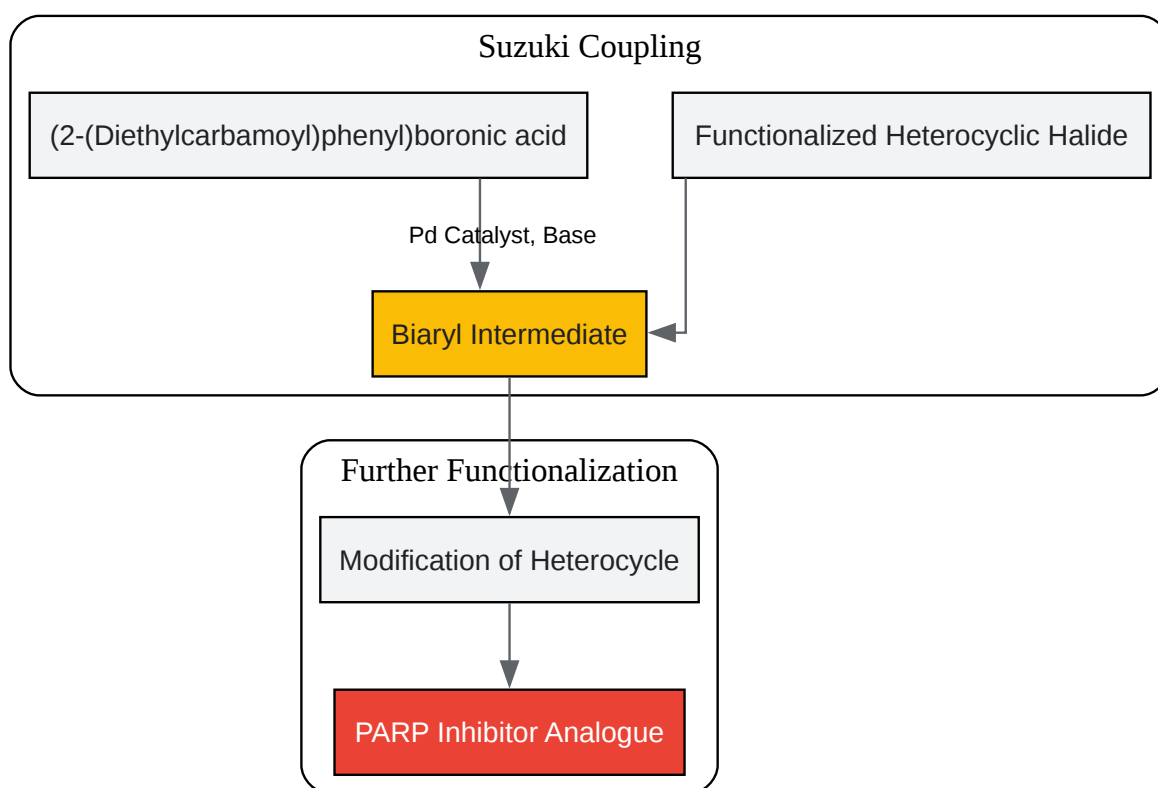 Suzuki Coupling
(2-(Diethylcarbamoyl)phenyl)boronic acid
Functionalized Heterocyclic Halide
Pd Catalyst, Base
Biaryl Intermediate
Further Functionalization
Modification of Heterocycle
PARP Inhibitor Analogue